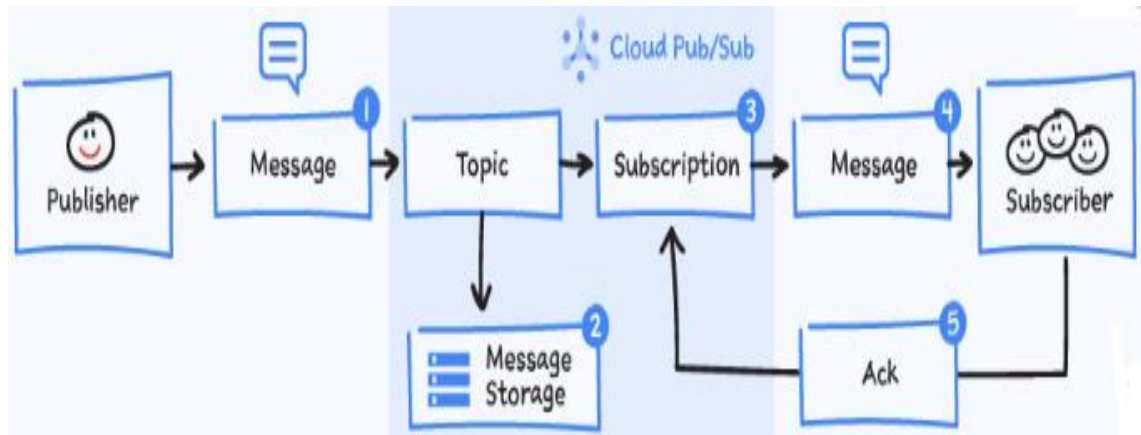 Cloud Pub/Sub
1
3
4
Publisher
Message
Topic
Subscription
Message
Subscriber
2
Message
Storage
5
Ack